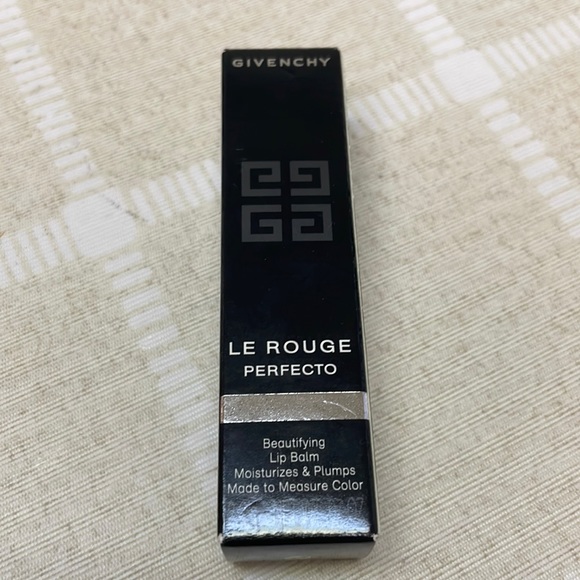 GIVENCHY
LE ROUGE
PERFECTO
Beautifying
Lip Balm
Moisturizes & Plumps
Made to Measure Color